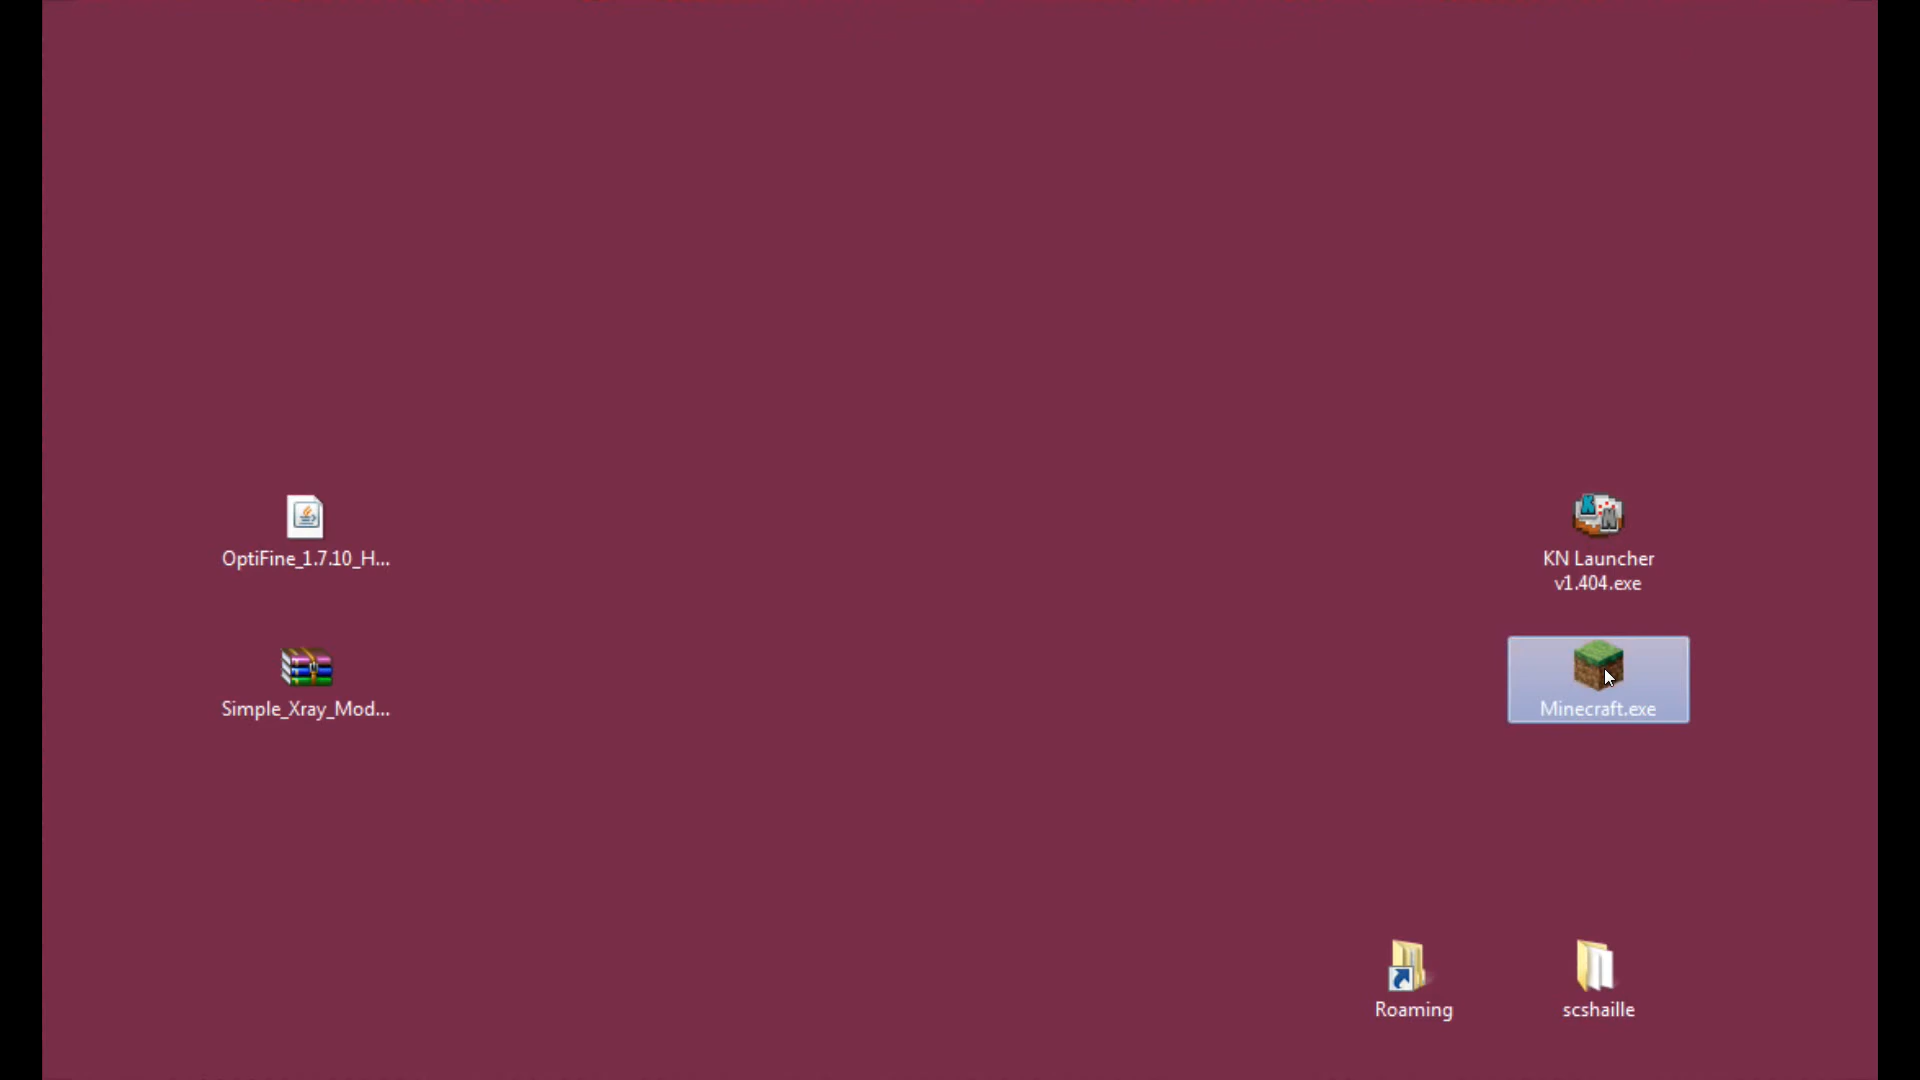 OptiFine_1.7.10_H...
KN Launcher
v1.404.exe
Simple_Xray_Mod...
Minecraft.exe
Roaming
scshaille